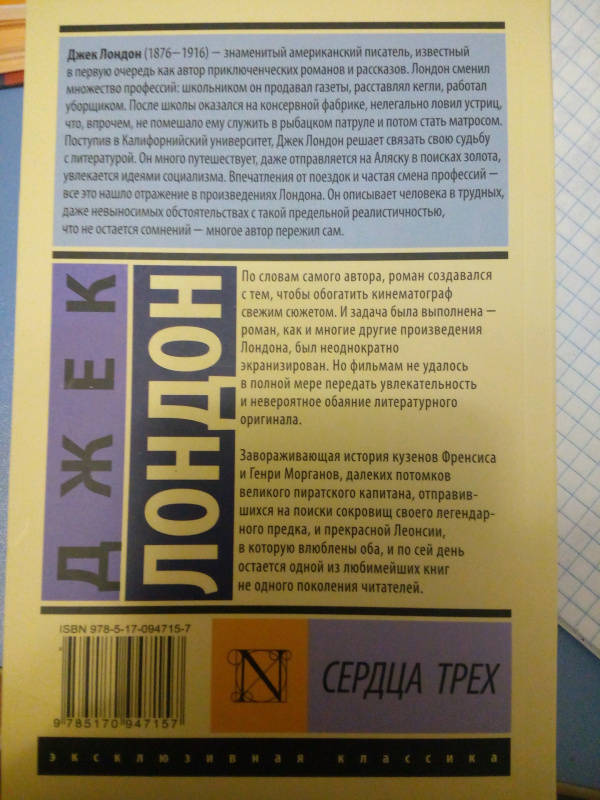 Джек Лондон (1876–1916) – знаменитый американский писатель, известный
в первую очередь как автор приключенческих романов и рассказов. Лондон сменил
множество профессий: школьником он продавал газеты, расставлял кегли, работал
уборщиком. После школы оказался на консервной фабрике, нелегально ловил устриц,
что, впрочем, не помешало ему служить в рыбацком патруле и потом стать матросом.
Поступив в Калифорнийский университет, Джек Лондон решает связать свою судьбу
с литературой. Он много путешествует, даже отправляется на Аляску в поисках золота,
увлекается идеями социализма. Впечатления от поездок и частая смена профессий –
все это нашло отражение в произведениях Лондона. Он описывает человека в трудных,
даже невыносимых обстоятельствах с такой предельной реалистичностью,
что не остается сомнений – многое автор пережил сам.
ДЖЕК
ЛОНДОН
По словам самого автора, роман создавался
с тем, чтобы обогатить кинематограф
свежим сюжетом. И задача была выполнена –
роман, как и многие другие произведения
Лондона, был неоднократно
экранизирован. Но фильмам не удалось
в полной мере передать увлекательность
и невероятное обаяние литературного
оригинала.
Завораживающая история кузенов Френсиса
и Генри Морганов, далеких потомков
великого пиратского капитана, отправив-
шихся на поиски сокровищ своего легендар-
ного предка, и прекрасной Леонсии,
в которую влюблены оба, и по сей день
остается одной из любимейших книг
не одного поколения читателей.
ISBN 978-5-17-094715-7
9 785170 947157
N
СЕРДЦА ТРЕХ
эксклюзивная классика